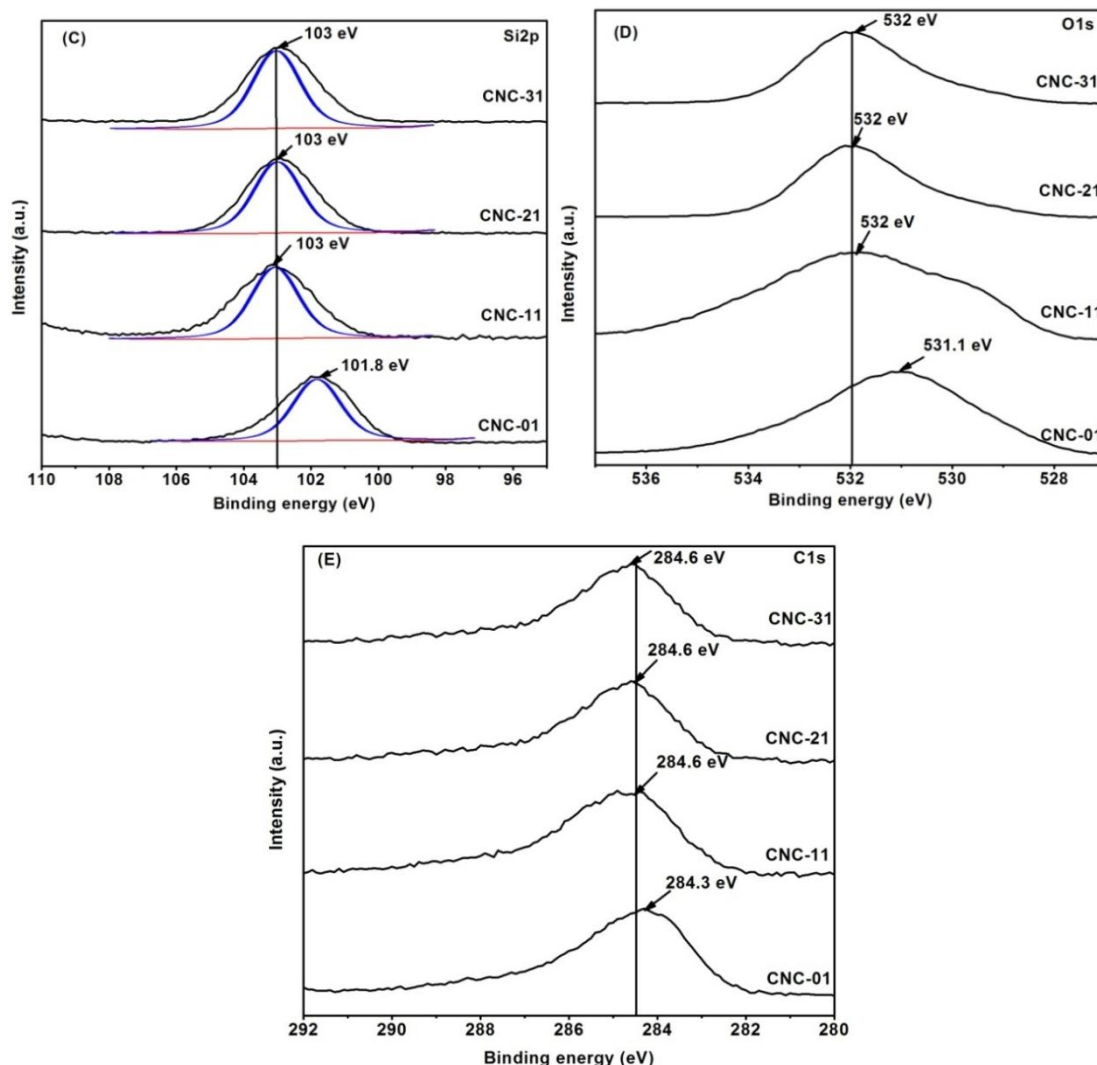 (C)
Si2p
103 eV
CNC-31
103 eV
CNC-21
103 eV
CNC-11
101.8 eV
CNC-01
Intensity (a.u.)
110 108 106 104 102 100 98 96
Binding energy (eV)
(D)
O1s
532 eV
CNC-31
532 eV
CNC-21
532 eV
CNC-11
531.1 eV
CNC-01
Intensity (a.u.)
536 534 532 530 528
Binding energy (eV)
(E)
C1s
284.6 eV
CNC-31
284.6 eV
CNC-21
284.6 eV
CNC-11
284.3 eV
CNC-01
Intensity (a.u.)
292 290 288 286 284 282 280
Binding energy (eV)